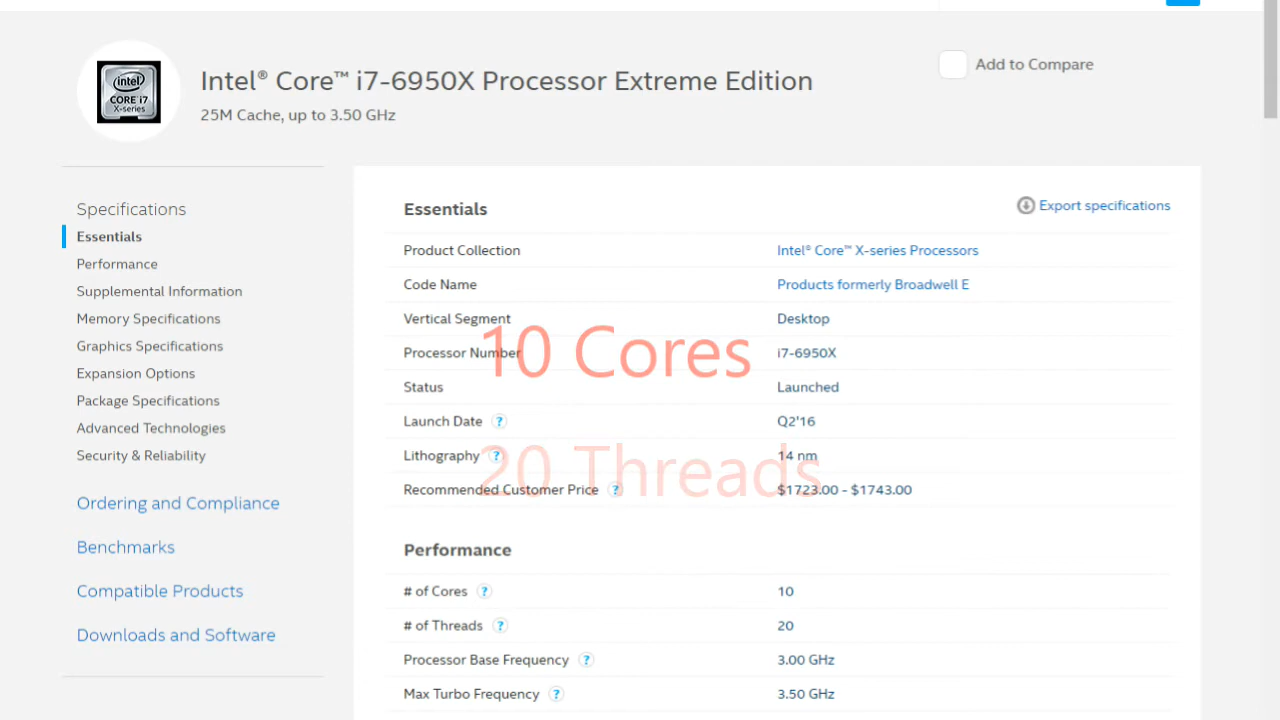 intel
CORE i7
X-series
Intel® Core™ i7-6950X Processor Extreme Edition
25M Cache, up to 3.50 GHz
Add to Compare
Specifications
Essentials
Performance
Supplemental Information
Memory Specifications
Graphics Specifications
Expansion Options
Package Specifications
Advanced Technologies
Security & Reliability
Ordering and Compliance
Benchmarks
Compatible Products
Downloads and Software
Essentials
Export specifications
Product Collection Intel® Core™ X-series Processors
Code Name Products formerly Broadwell E
Vertical Segment Desktop
Processor Number i7-6950X
10 Cores
Status Launched
Launch Date ? Q2'16
Lithography ? 14 nm
20 Threads
Recommended Customer Price ? $1723.00 - $1743.00
Performance
# of Cores ? 10
# of Threads ? 20
Processor Base Frequency ? 3.00 GHz
Max Turbo Frequency ? 3.50 GHz